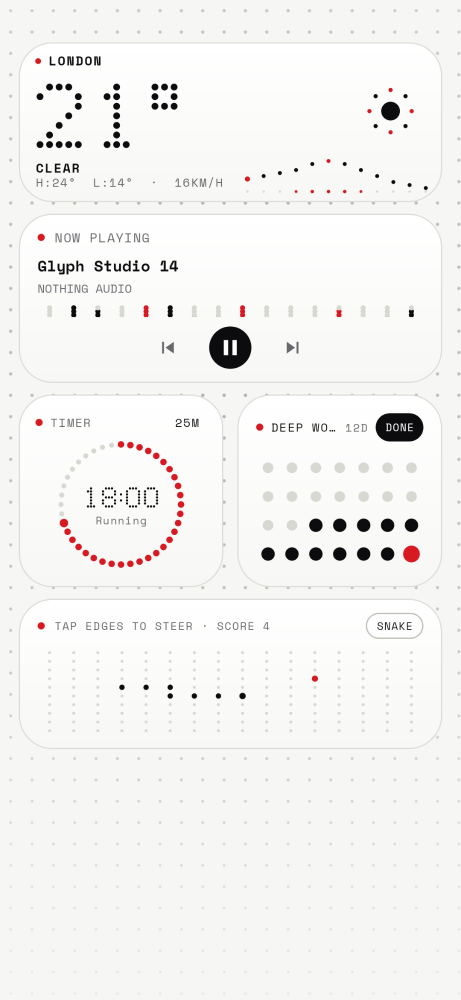 LONDON
21°
CLEAR
H:24° L:14° · 16KM/H
NOW PLAYING
Glyph Studio 14
NOTHING AUDIO
TIMER 25M
18:00
Running
DEEP WO… 12D DONE
TAP EDGES TO STEER · SCORE 4 SNAKE